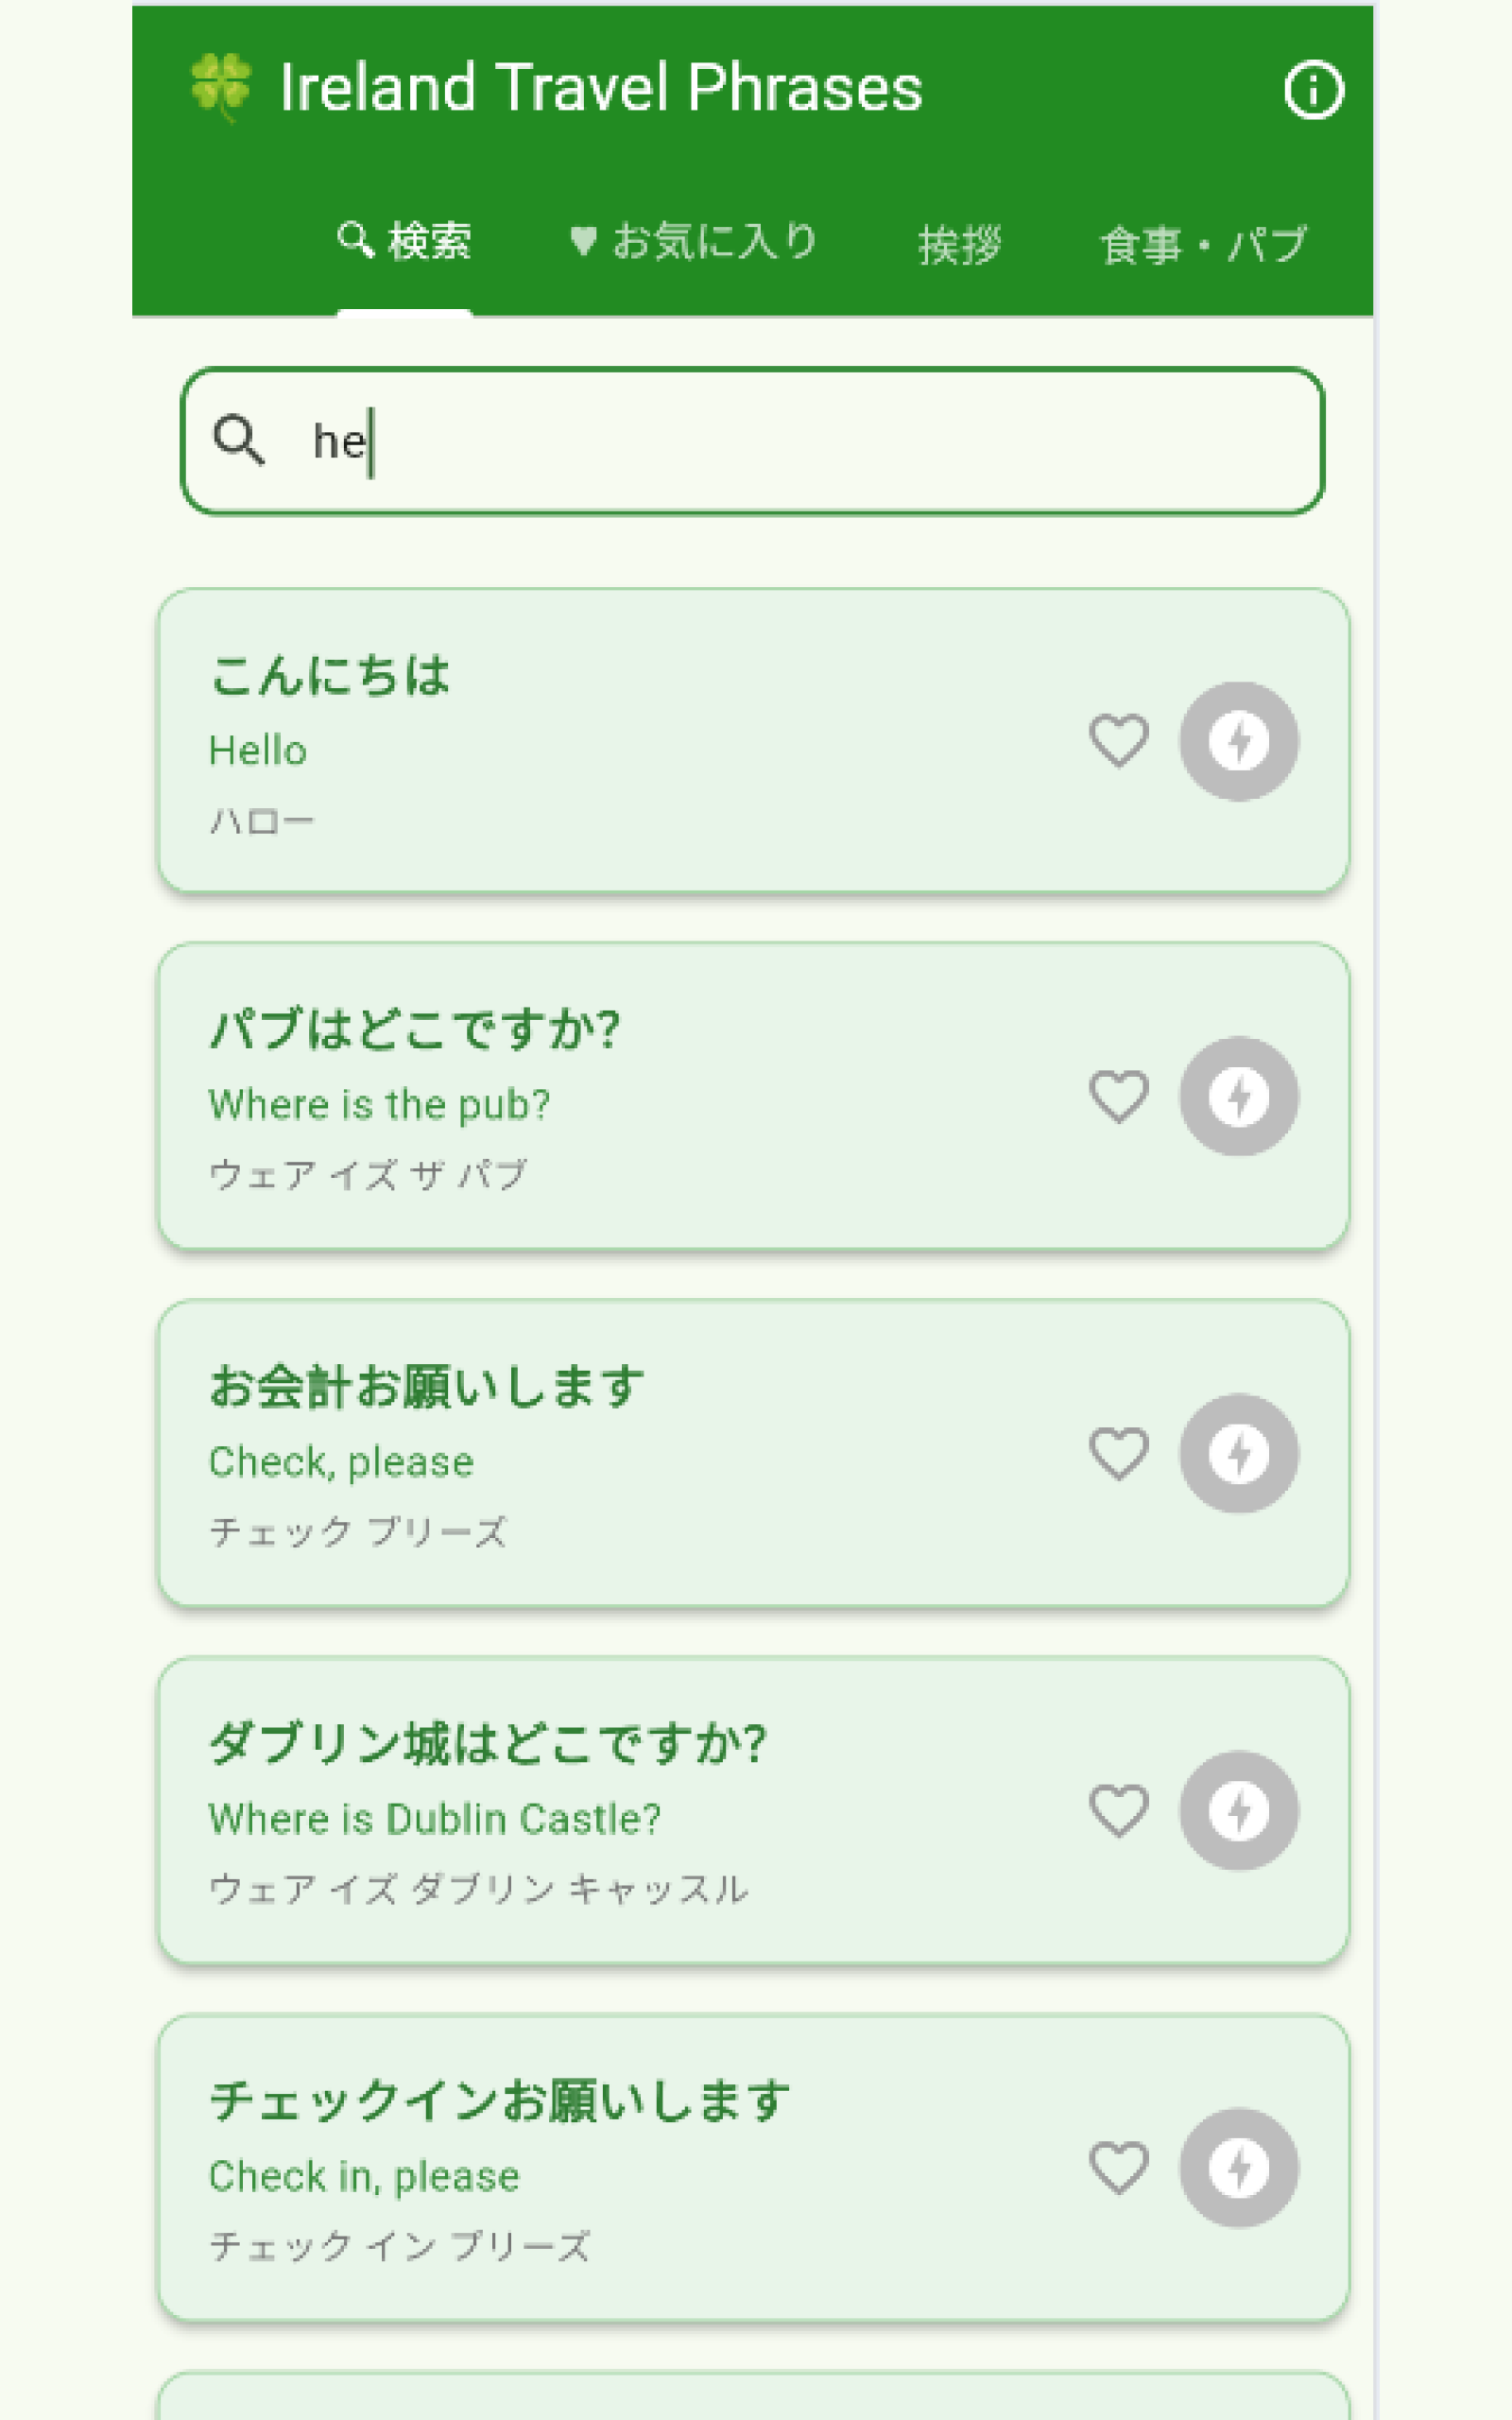 Ireland Travel Phrases
検索 お気に入り 挨拶 食事・パブ
he
こんにちは
Hello
ハロー
パブはどこですか?
Where is the pub?
ウェア イズ ザ パブ
お会計お願いします
Check, please
チェック プリーズ
ダブリン城はどこですか?
Where is Dublin Castle?
ウェア イズ ダブリン キャッスル
チェックインお願いします
Check in, please
チェック イン プリーズ